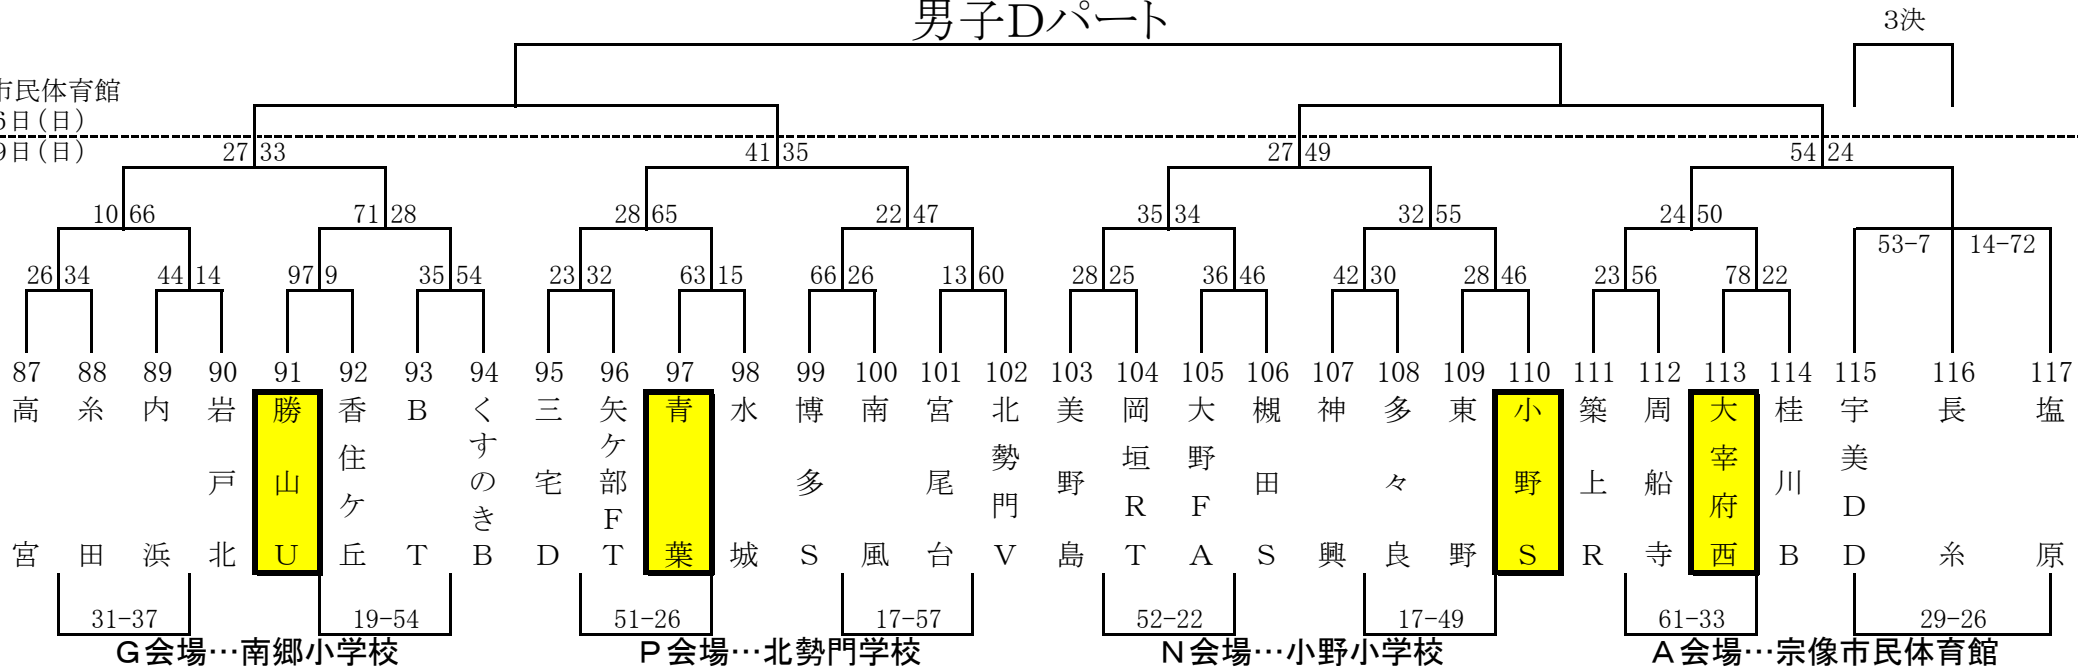 男子Dパート
3決
市民体育館
6日(日)
9日(日)
27 33 41 35 27 49 54 24
10 66 71 28 28 65 22 47 35 34 32 55 24 50
53-7 14-72
26 34 44 14 97 9 35 54 23 32 63 15 66 26 13 60 28 25 36 46 42 30 28 46 23 56 78 22
87 88 89 90 91 92 93 94 95 96 97 98 99 100 101 102 103 104 105 106 107 108 109 110 111 112 113 114 115 116 117
高宮
糸田
内浜
岩戸北
勝山U
香住ケ丘
BT
くすのきB
三宅D
矢ケ部FT
青葉
水城
博多S
南風
宮尾台
北勢門V
美野島
岡垣RT
大野FA
槻田S
神興
多々良
東野
小野S
築上R
周船寺
大宰府西
桂川B
宇美DD
長糸
塩原
31-37 19-54 51-26 17-57 52-22 17-49 61-33 29-26
G会場…南郷小学校 P会場…北勢門学校 N会場…小野小学校 A会場…宗像市民体育館